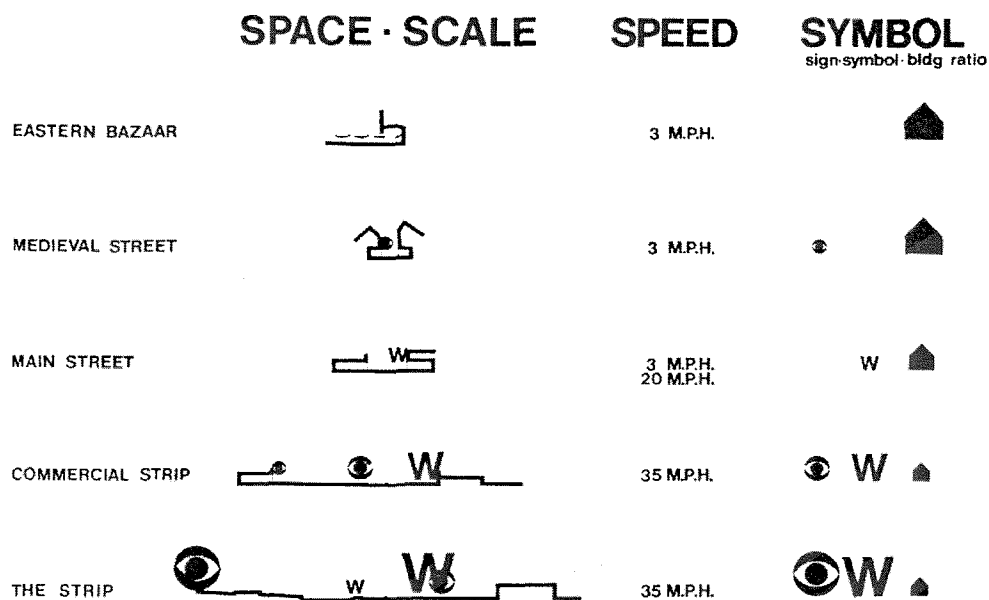 SPACE · SCALE SPEED SYMBOL
sign·symbol·bldg ratio
EASTERN BAZAAR 3 M.P.H.
MEDIEVAL STREET 3 M.P.H.
MAIN STREET W 3 M.P.H. W
20 M.P.H.
COMMERCIAL STRIP W 35 M.P.H. W
THE STRIP W W 35 M.P.H. W